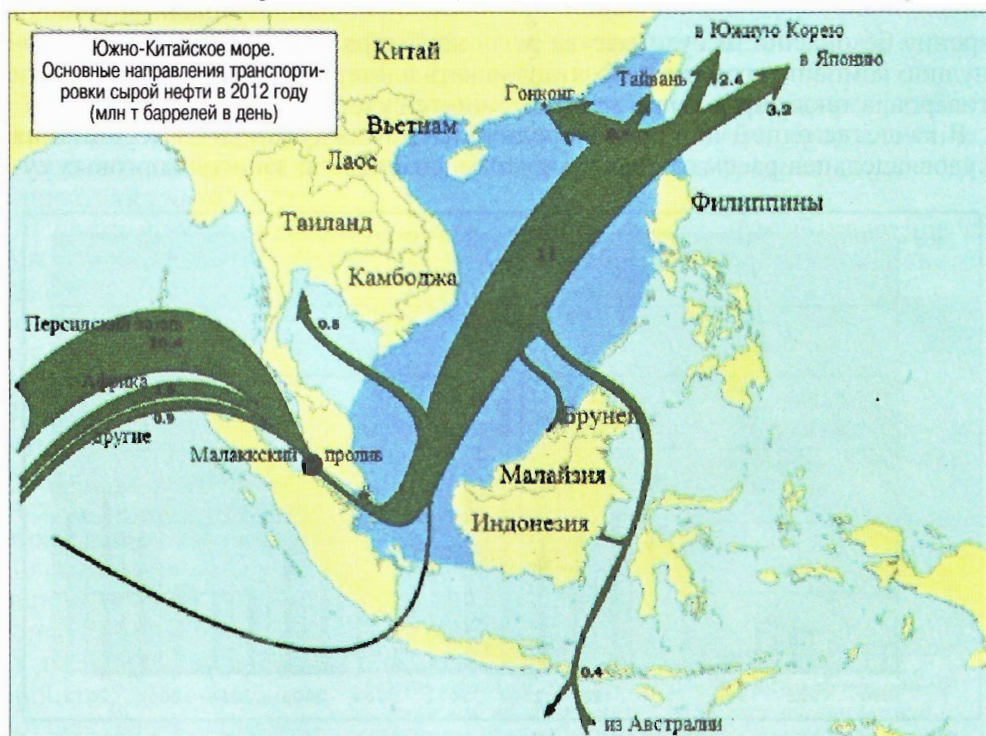 Южно-Китайское море.
Основные направления транспорти-
ровки сырой нефти в 2012 году
(млн т баррелей в день)
Китай
в Южную Корею
в Японию
Тайвань
2.4
3.2
Гонконг
Вьетнам
Лаос
Таиланд
Филиппины
11
Камбоджа
0.8
Персидский
10.4
Африка
0.9
другие
Бруней
Малаккский пролив
Малайзия
Индонезия
0.4
из Австралии